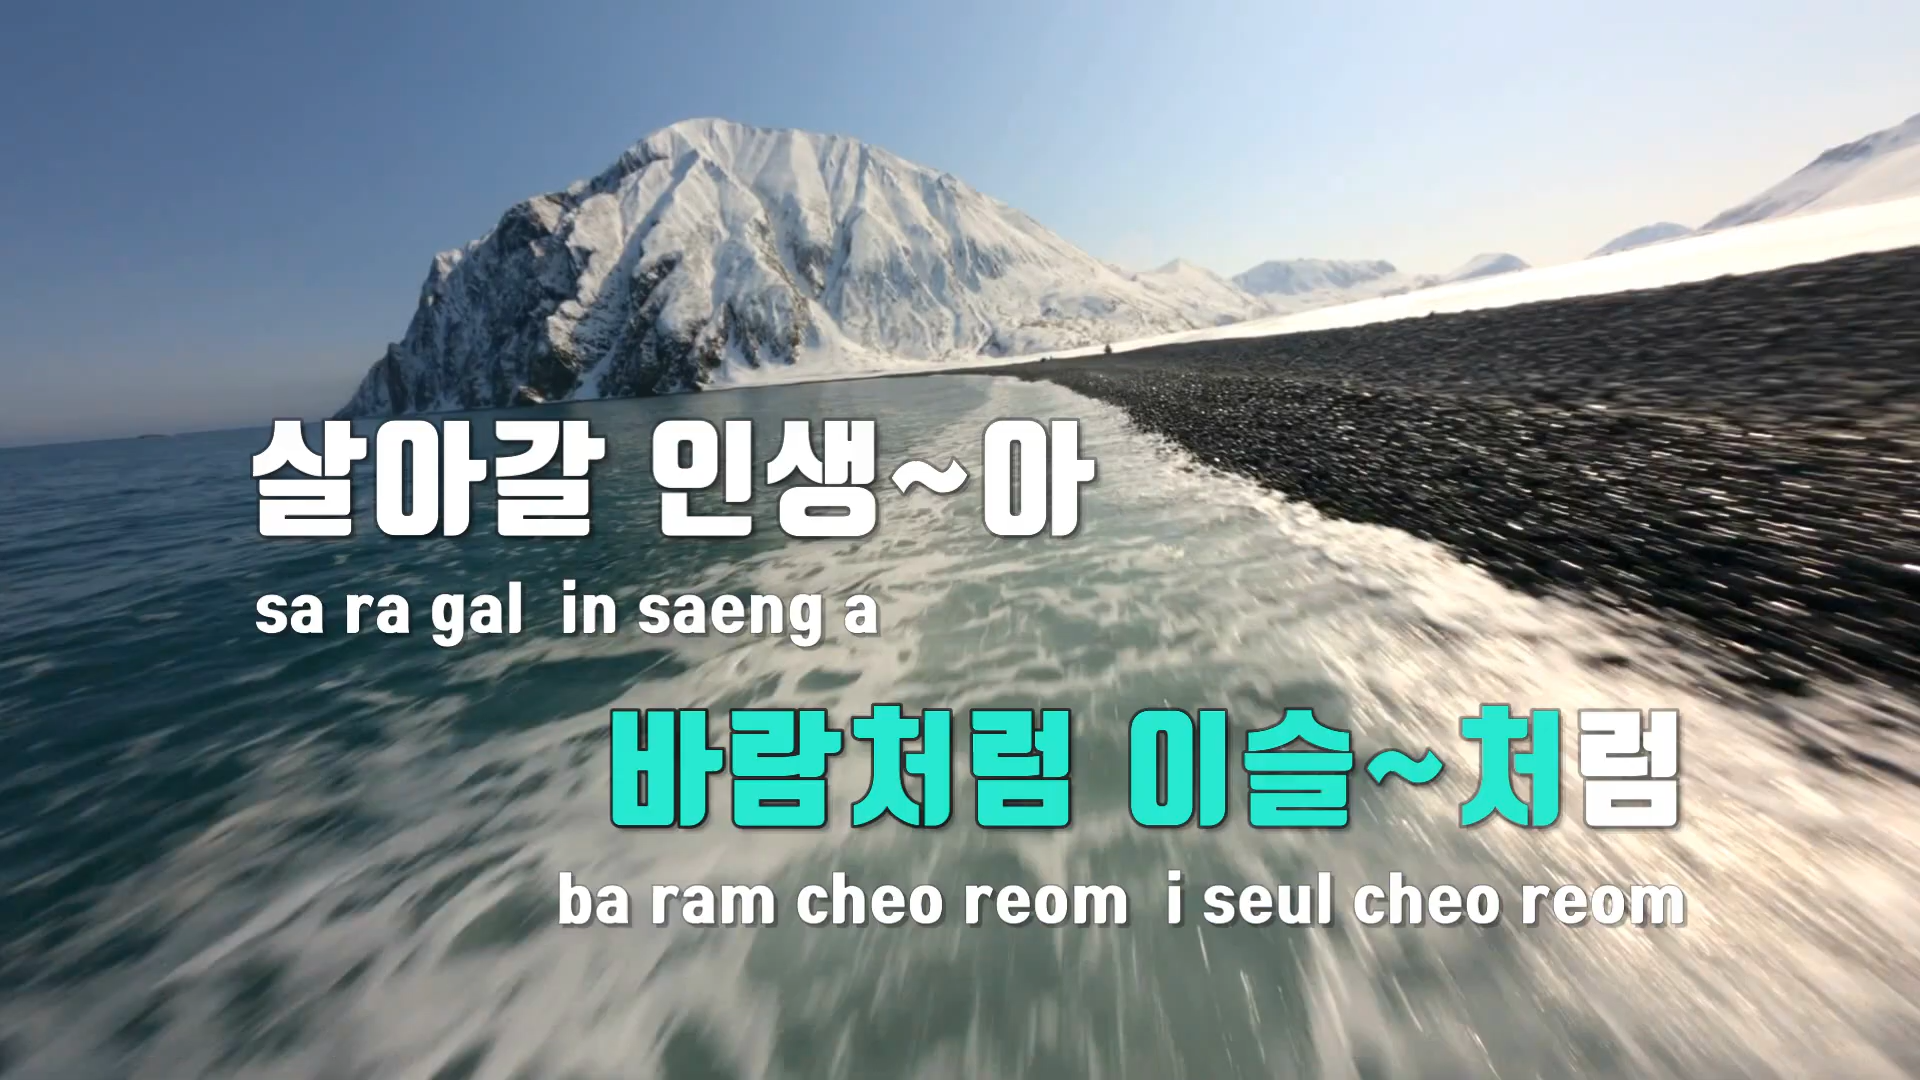 살아갈 인생~아
sa ra gal in saeng a
바람처럼 이슬~처럼
ba ram cheo reom i seul cheo reom